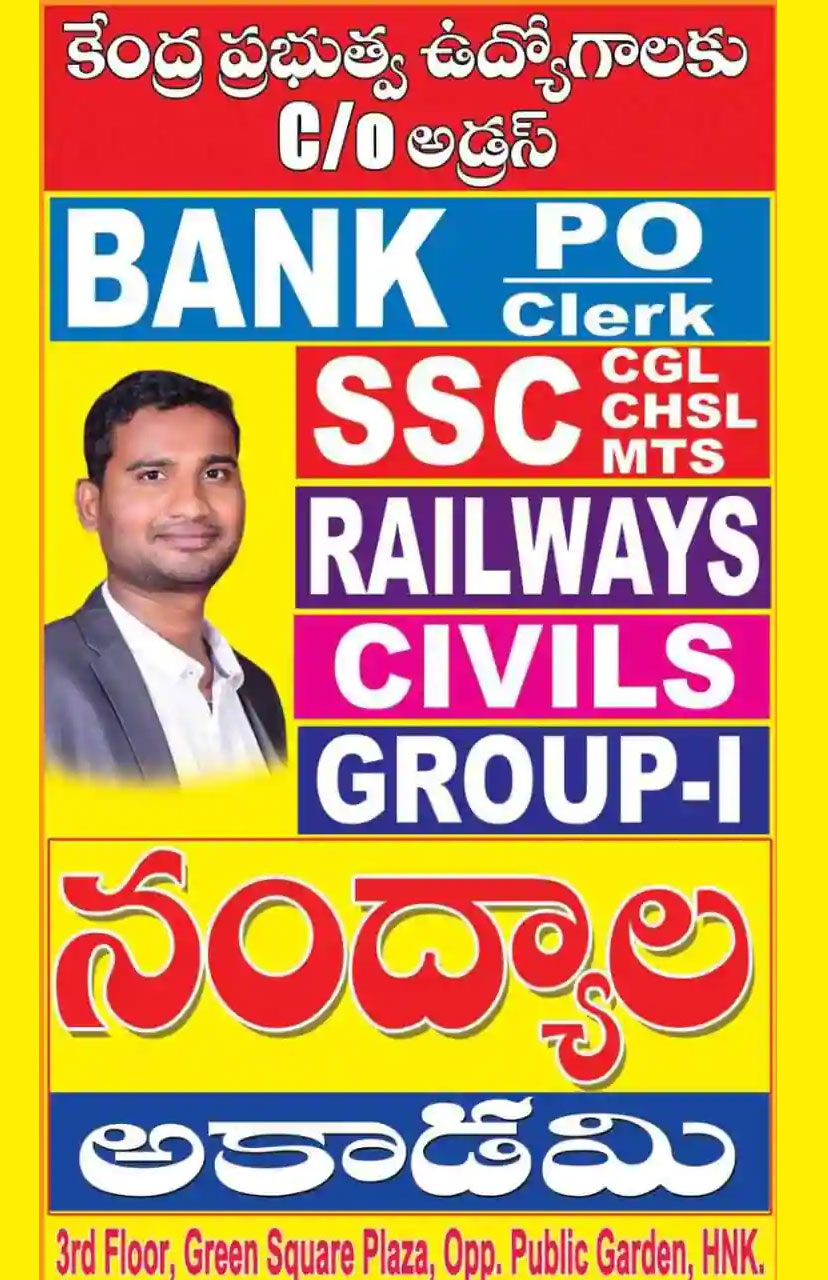 కేంద్ర ప్రభుత్వ ఉద్యోగాలకు
C/o అడ్రస్
BANK PO
Clerk
SSC CGL
CHSL
MTS
RAILWAYS
CIVILS
GROUP-I
నంద్యాల
అకాడమి
3rd Floor, Green Square Plaza, Opp. Public Garden, HNK.